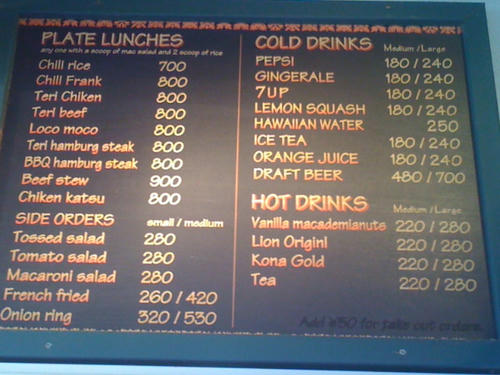 PLATE LUNCHES
any one with a scoop of mac salad and 2 scoop of rice
Chill rice 700
Chill Frank 800
Teri Chiken 800
Teri beef 800
Loco moco 800
Teri hamburg steak 800
BBQ hamburg steak 800
Beef stew 900
Chiken katsu 800
SIDE ORDERS small / medium
Tossed salad 280
Tomato salad 280
Macaroni salad 280
French fried 260 / 420
Onion ring 320 / 530
COLD DRINKS Medium / Large
PEPSI 180 / 240
GINGERALE 180 / 240
7UP 180 / 240
LEMON SQUASH 180 / 240
HAWAIIAN WATER 250
ICE TEA 180 / 240
ORANGE JUICE 180 / 240
DRAFT BEER 480 / 700
HOT DRINKS Medium / Large
Vanilla macademianuts 220 / 280
Lion Origini 220 / 280
Kona Gold 220 / 280
Tea 220 / 280
Add ¥50 for take out orders.